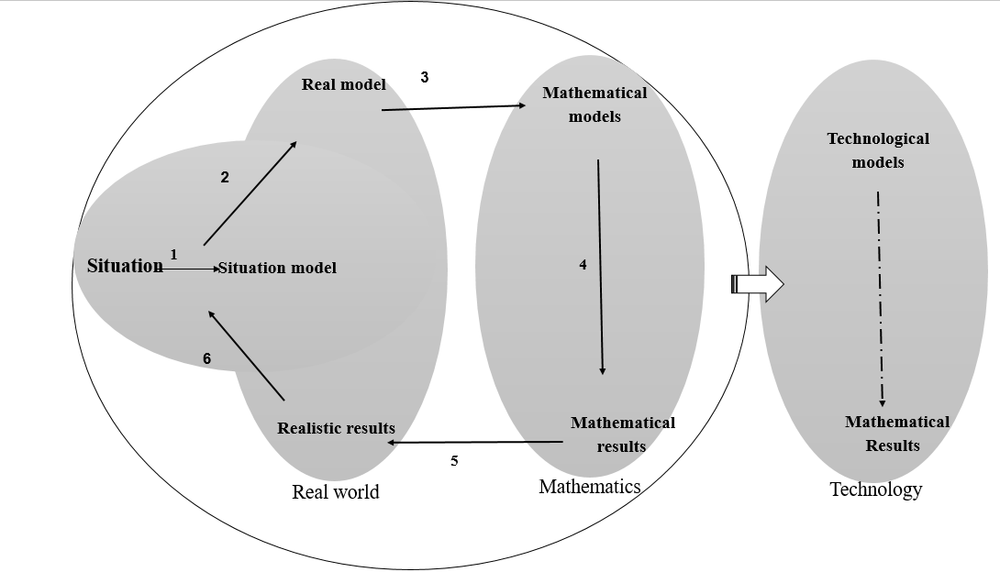 Real model
3
Mathematical
models
Technological
models
2
Situation
1
Situation model
4
6
Realistic results
Mathematical
results
5
Mathematical
Results
Real world
Mathematics
Technology